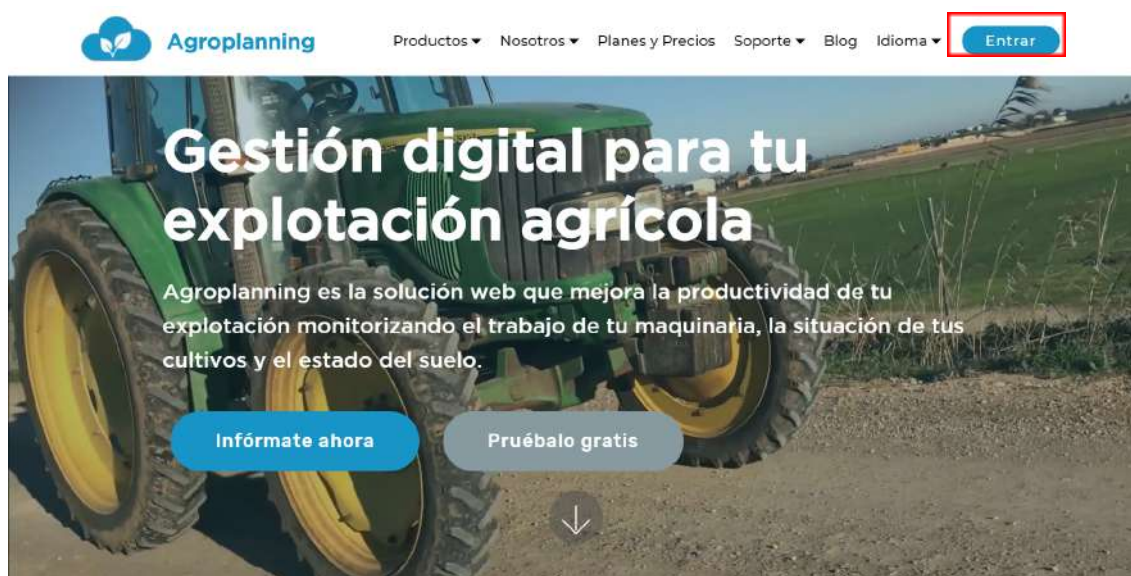 Agroplanning
Productos Nosotros Planes y Precios Soporte Blog Idioma Entrar
Gestión digital para tu
explotación agrícola
Agroplanning es la solución web que mejora la productividad de tu
explotación monitorizando el trabajo de tu maquinaria, la situación de tus
cultivos y el estado del suelo.
Infórmate ahora
Pruébalo gratis